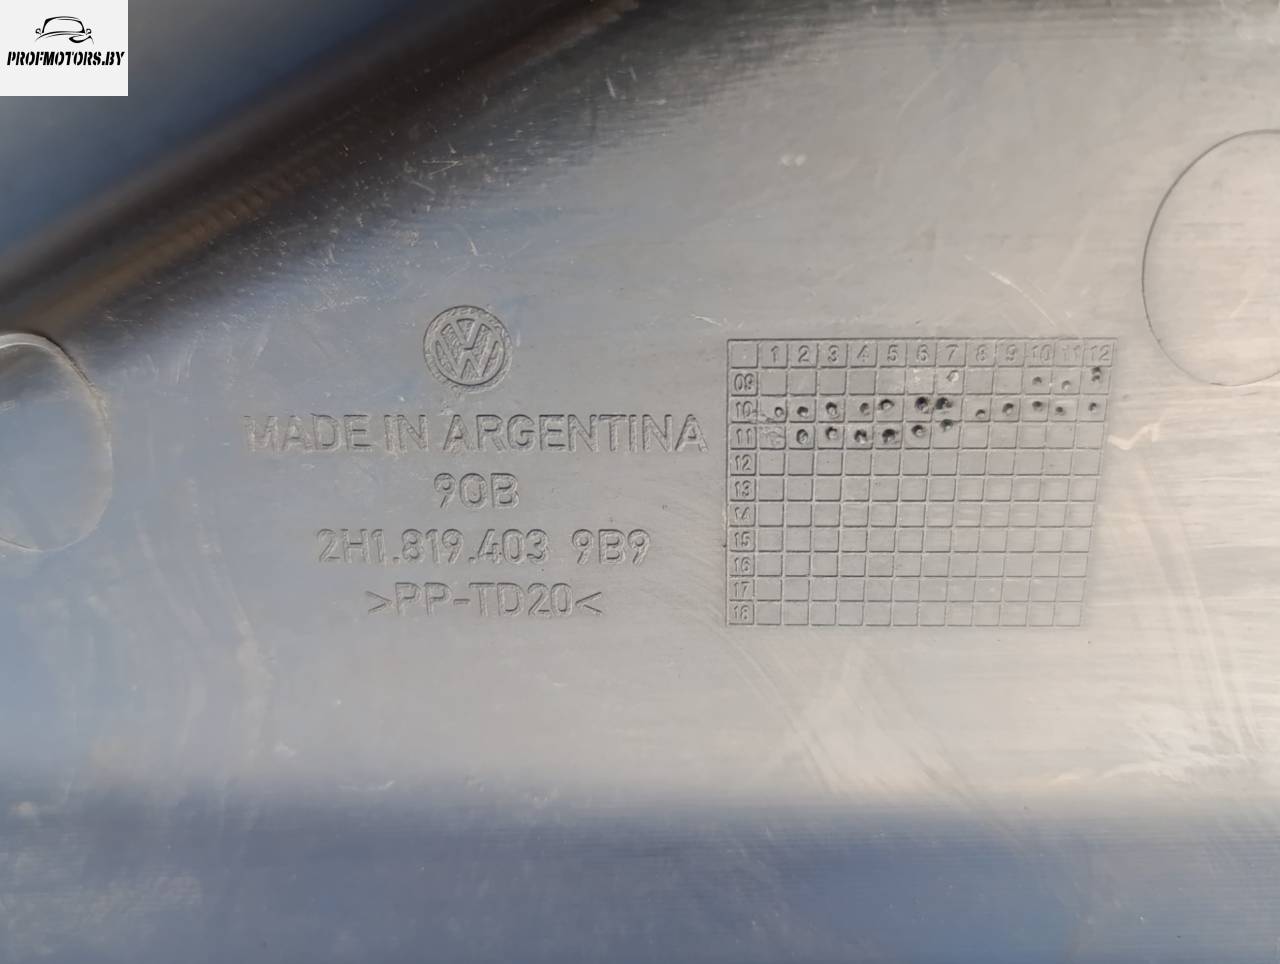 PROFMOTORS.BY
MADE IN ARGENTINA
90B
2H1.819.403 9B9
>PP-TD20<
1 2 3 4 5 6 7 8 9 10 11 12
09
10
11
12
13
14
15
16
17
18